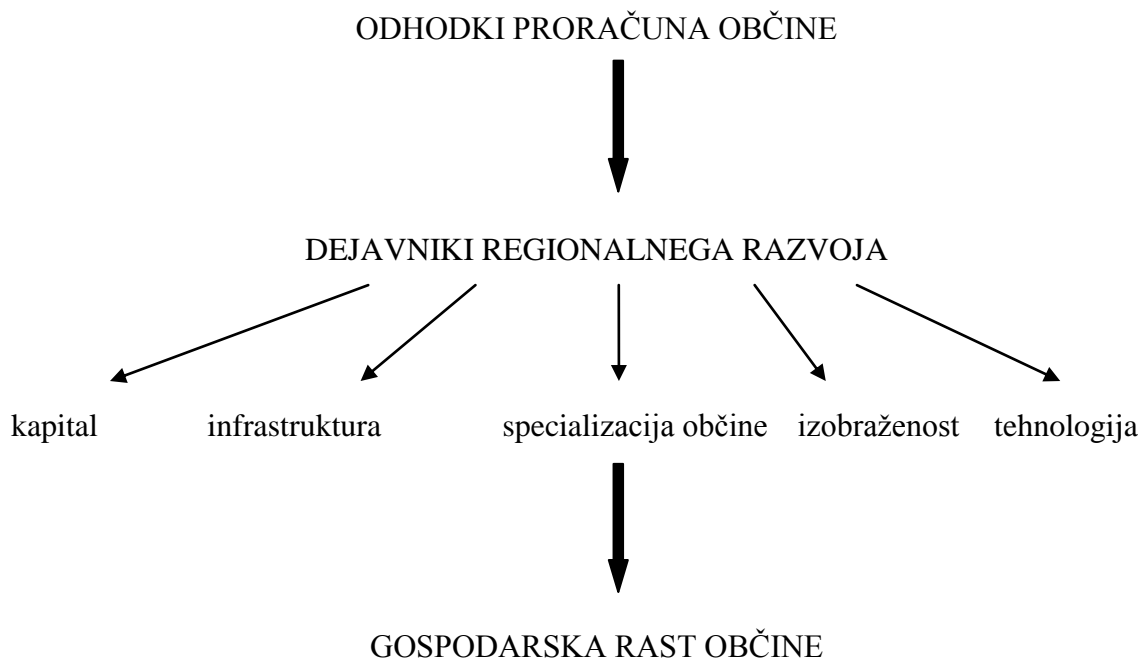 ODHODKI PRORAČUNA OBČINE
DEJAVNIKI REGIONALNEGA RAZVOJA
kapital infrastruktura specializacija občine izobraženost tehnologija
GOSPODARSKA RAST OBČINE